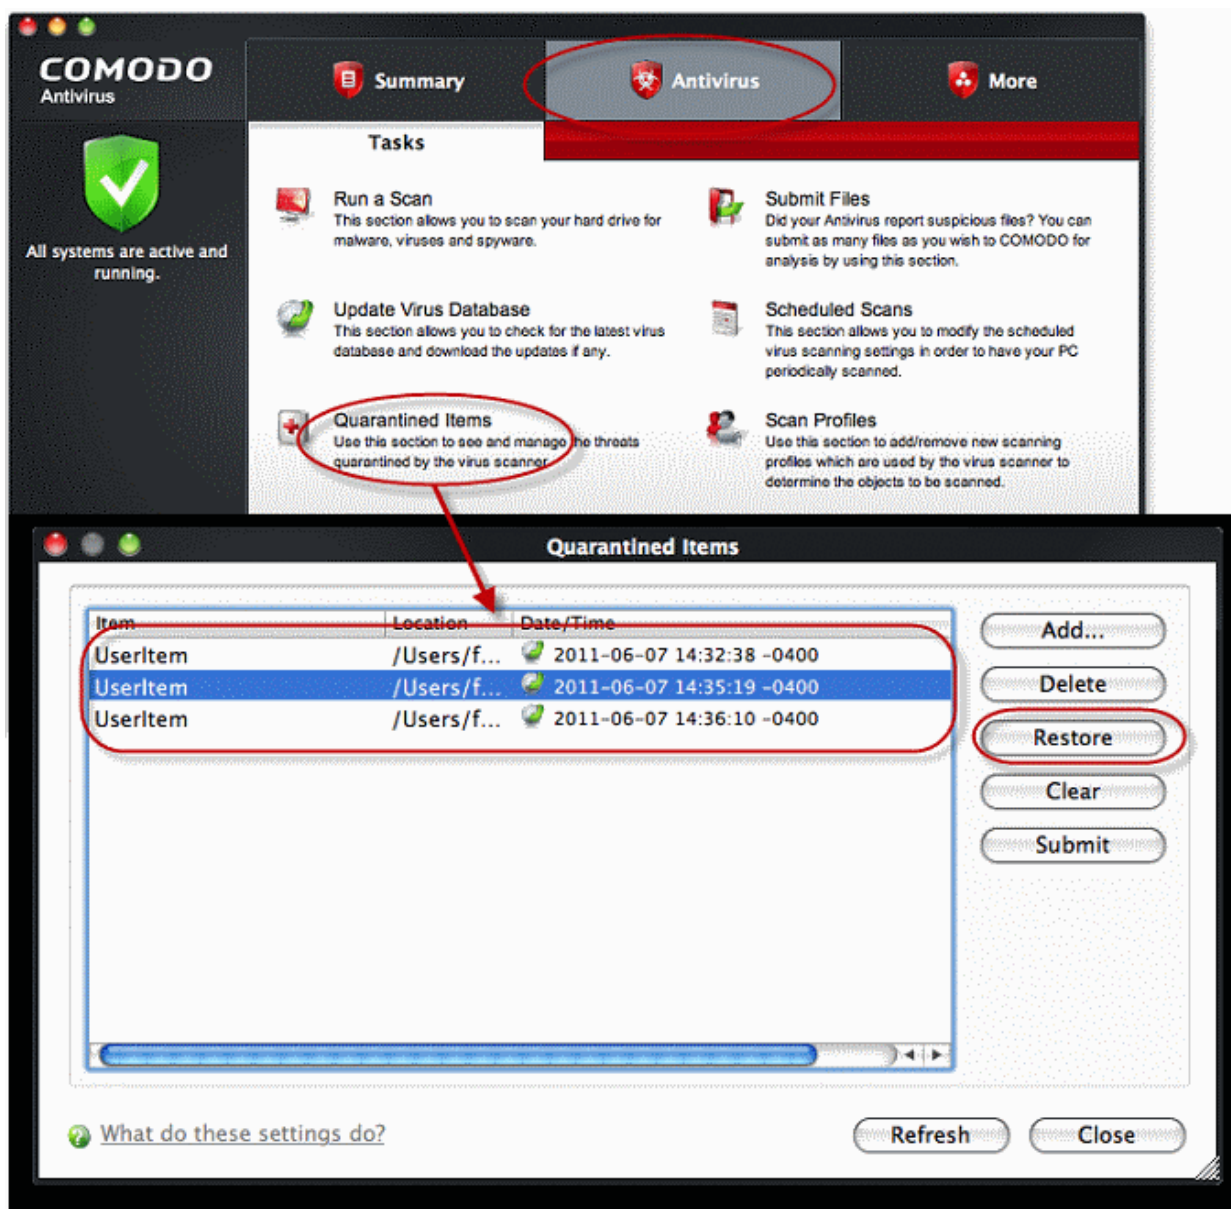 COMODO
Antivirus
Summary
Antivirus
More
Tasks
All systems are active and
running.
Run a Scan
This section allows you to scan your hard drive for
malware, viruses and spyware.
Submit Files
Did your Antivirus report suspicious files? You can
submit as many files as you wish to COMODO for
analysis by using this section.
Update Virus Database
This section allows you to check for the latest virus
database and download the updates if any.
Scheduled Scans
This section allows you to modify the scheduled
virus scanning settings in order to have your PC
periodically scanned.
Quarantined Items
Use this section to see and manage the threats
quarantined by the virus scanner
Scan Profiles
Use this section to add/remove new scanning
profiles which are used by the virus scanner to
determine the objects to be scanned.
Quarantined Items
Item Location Date/Time
UserItem /Users/f... 2011-06-07 14:32:38 -0400
UserItem /Users/f... 2011-06-07 14:35:19 -0400
UserItem /Users/f... 2011-06-07 14:36:10 -0400
Add...
Delete
Restore
Clear
Submit
What do these settings do?
Refresh
Close